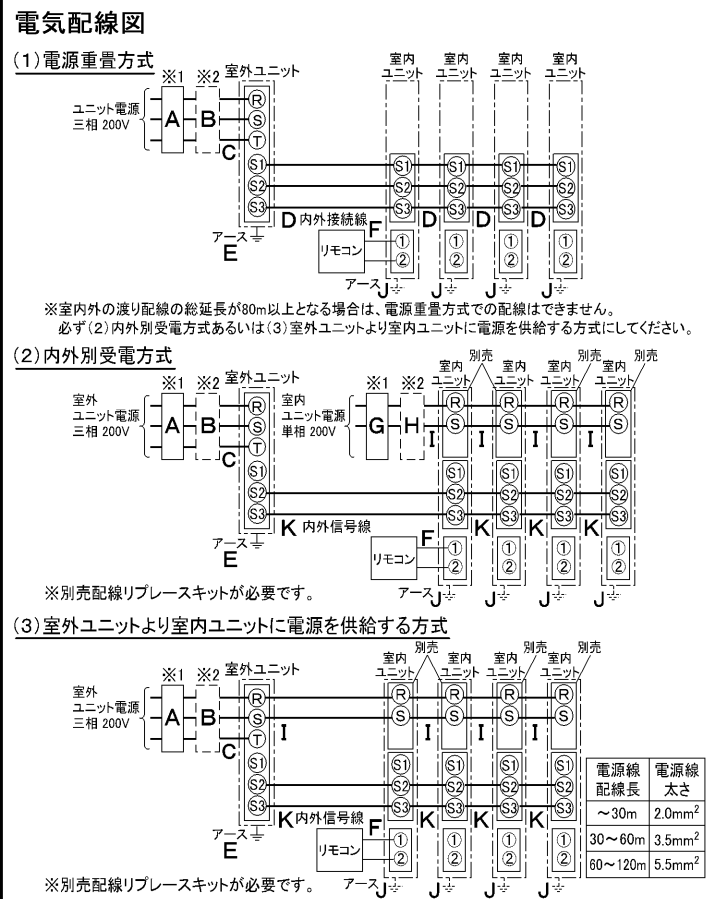 電気配線図
(1)電源重畳方式
※1 ※2 室外ユニット
室内ユニット 室内ユニット 室内ユニット 室内ユニット
ユニット電源
三相 200V
A B
R
S
T
C
S1 S1 S1 S1 S1
S2 S2 S2 S2 S2
S3 S3 S3 S3 S3
D 内外接続線 D D D
アース
E
F
リモコン
① ① ① ①
② ② ② ②
アース J J J J
※室内外の渡り配線の総延長が80m以上となる場合は、電源重畳方式での配線はできません。
必ず(2)内外別受電方式あるいは(3)室外ユニットより室内ユニットに電源を供給する方式にしてください。
(2)内外別受電方式
※1 ※2 室外ユニット ※1 ※2
室内ユニット 別売 室内ユニット 室内ユニット 別売 室内ユニット 別売
室外
ユニット電源
三相 200V
A B
R
S
T
C
室内
ユニット電源
単相 200V
G H
R R R R
S S S S
I I I I
S1 S1 S1 S1 S1
S2 S2 S2 S2 S2
S3 S3 S3 S3 S3
K 内外信号線 K K K
アース
E
F
リモコン
① ① ① ①
② ② ② ②
アース J J J J
※別売配線リプレースキットが必要です。
(3)室外ユニットより室内ユニットに電源を供給する方式
※1 ※2 室外ユニット
室内ユニット 別売 室内ユニット 室内ユニット 別売 室内ユニット 別売
室外
ユニット電源
三相 200V
A B
R R R R R
S S S S S
T
C
I I I I
S1 S1 S1 S1 S1
S2 S2 S2 S2 S2
S3 S3 S3 S3 S3
K 内外信号線 K K K
アース
E
F
リモコン
① ① ① ①
② ② ② ②
アース J J J J
※別売配線リプレースキットが必要です。
電源線配線長 電源線太さ
～30m 2.0mm²
30～60m 3.5mm²
60～120m 5.5mm²